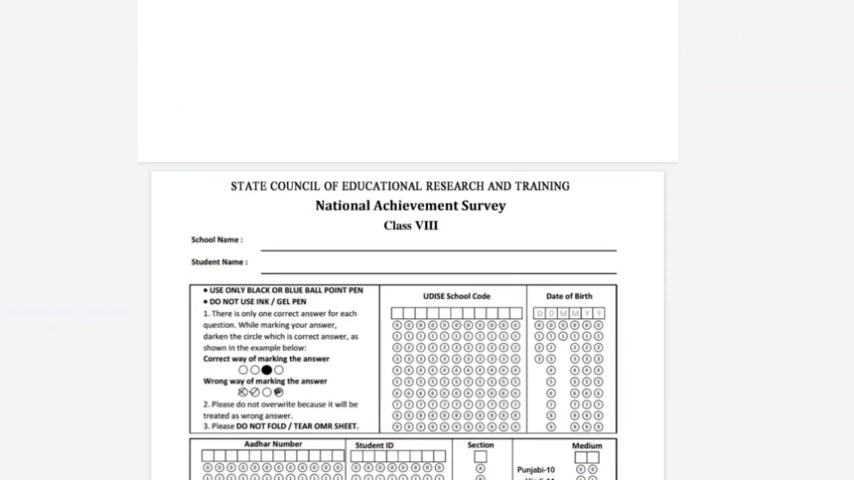 STATE COUNCIL OF EDUCATIONAL RESEARCH AND TRAINING
National Achievement Survey
Class VIII
School Name :
Student Name :
• USE ONLY BLACK OR BLUE BALL POINT PEN
• DO NOT USE INK / GEL PEN
1. There is only one correct answer for each
question. While marking your answer,
darken the circle which is correct answer, as
shown in the example below:
Correct way of marking the answer
Wrong way of marking the answer
2. Please do not overwrite because it will be
treated as wrong answer.
3. Please DO NOT FOLD / TEAR OMR SHEET.
UDISE School Code
Date of Birth
D D M M Y Y
Aadhar Number
Student ID
Section
Medium
Punjabi-10